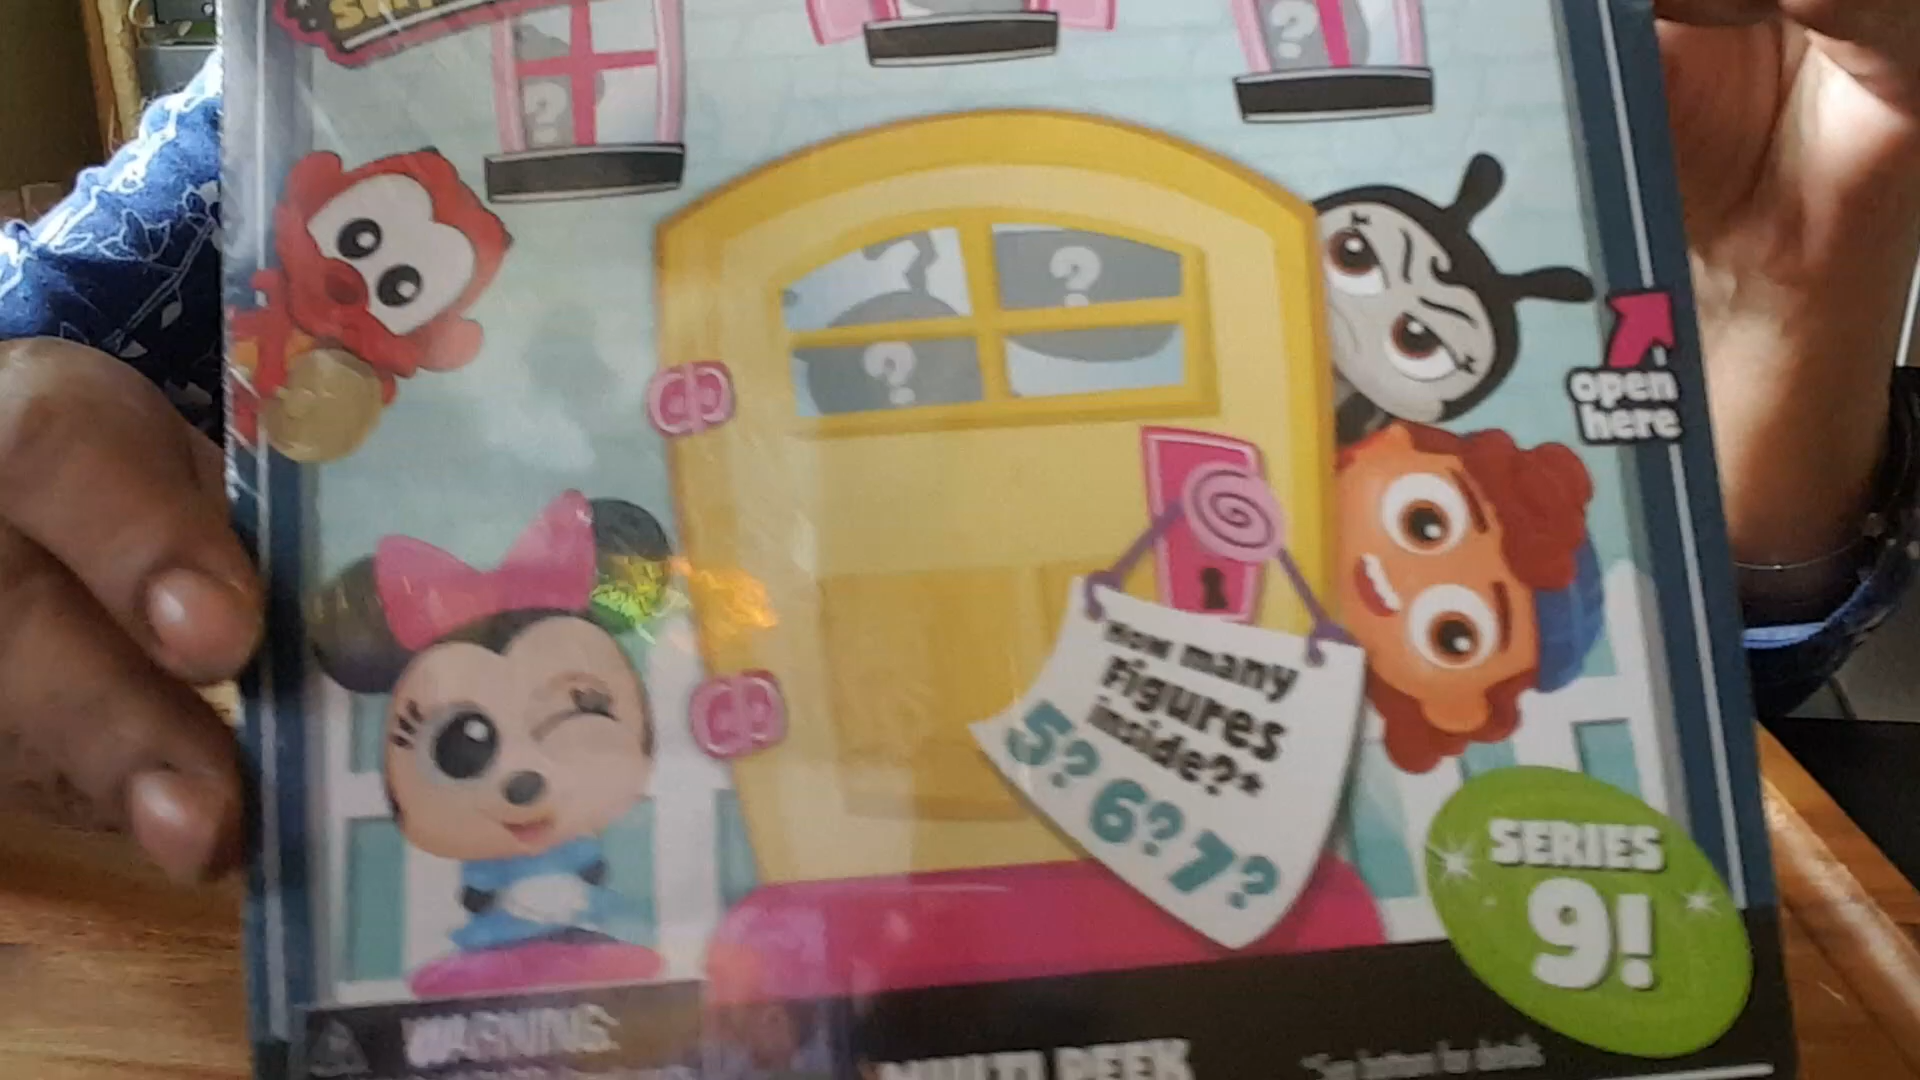 ?
?
?
?
open
here
How many
Figures
inside?*
5? 6? 7?
SERIES
9!
WARNING:
MULTI PEEK